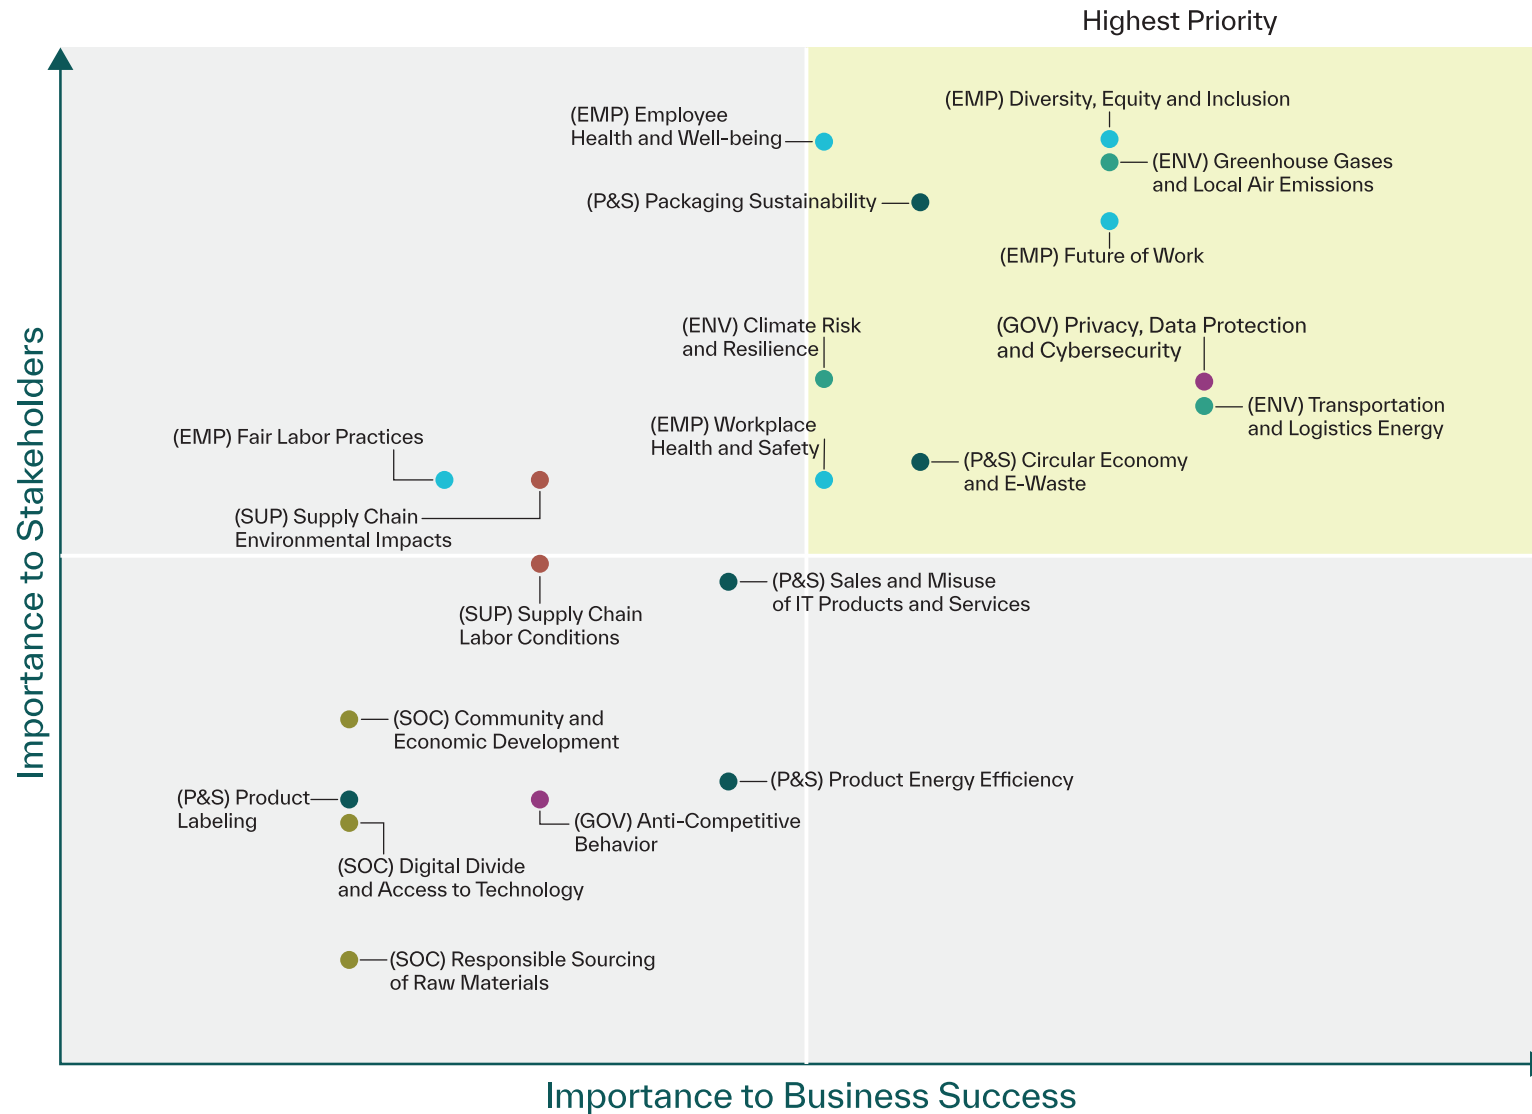 Highest Priority
(EMP) Diversity, Equity and Inclusion
(EMP) Employee
Health and Well-being
(ENV) Greenhouse Gases
and Local Air Emissions
(P&S) Packaging Sustainability
(EMP) Future of Work
(ENV) Climate Risk
and Resilience
(GOV) Privacy, Data Protection
and Cybersecurity
(ENV) Transportation
and Logistics Energy
(EMP) Workplace
Health and Safety
(EMP) Fair Labor Practices
(P&S) Circular Economy
and E-Waste
(SUP) Supply Chain
Environmental Impacts
Importance to Stakeholders
(P&S) Sales and Misuse
of IT Products and Services
(SUP) Supply Chain
Labor Conditions
(SOC) Community and
Economic Development
(P&S) Product Energy Efficiency
(P&S) Product
Labeling
(GOV) Anti-Competitive
Behavior
(SOC) Digital Divide
and Access to Technology
(SOC) Responsible Sourcing
of Raw Materials
Importance to Business Success